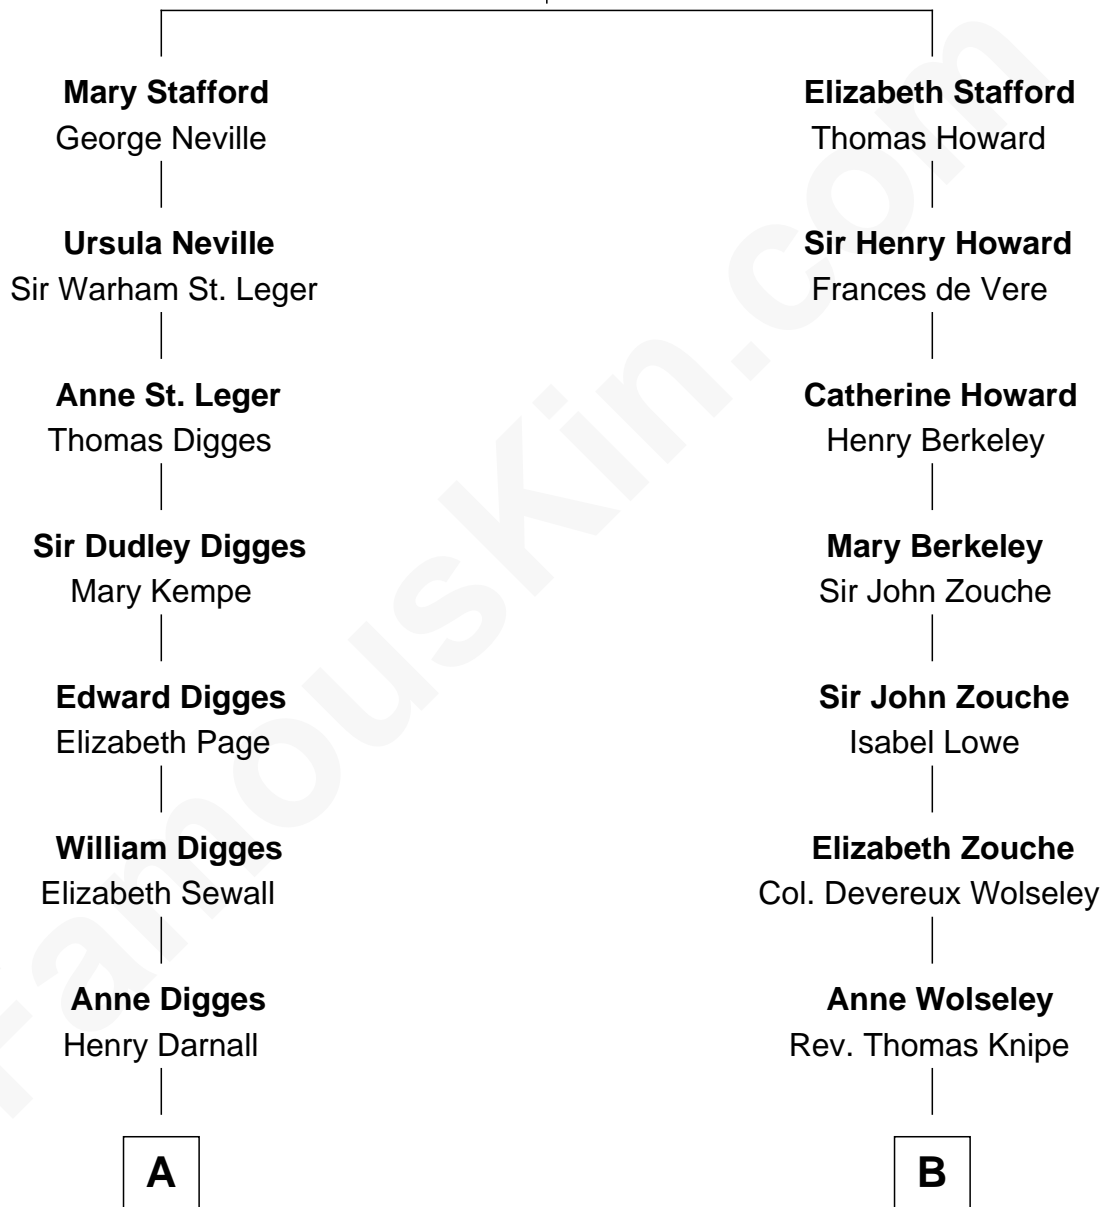 Mary Stafford
George Neville
Ursula Neville
Sir Warham St. Leger
Anne St. Leger
Thomas Digges
Sir Dudley Digges
Mary Kempe
Edward Digges
Elizabeth Page
William Digges
Elizabeth Sewall
Anne Digges
Henry Darnall
A
Elizabeth Stafford
Thomas Howard
Sir Henry Howard
Frances de Vere
Catherine Howard
Henry Berkeley
Mary Berkeley
Sir John Zouche
Sir John Zouche
Isabel Lowe
Elizabeth Zouche
Col. Devereux Wolseley
Anne Wolseley
Rev. Thomas Knipe
B
FamousKin.com